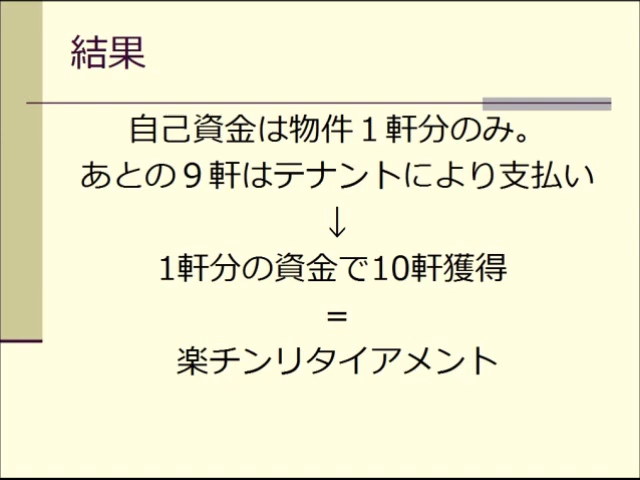 結果
自己資金は物件１軒分のみ。
あとの９軒はテナントにより支払い
↓
1軒分の資金で10軒獲得
＝
楽チンリタイアメント